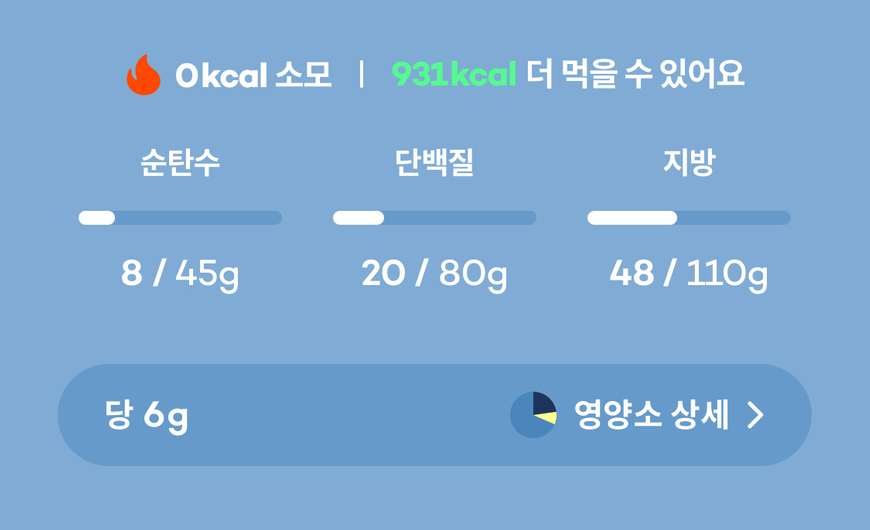 0kcal 소모 | 931kcal 더 먹을 수 있어요
순탄수 단백질 지방
8 / 45g 20 / 80g 48 / 110g
당 6g 영양소 상세 >